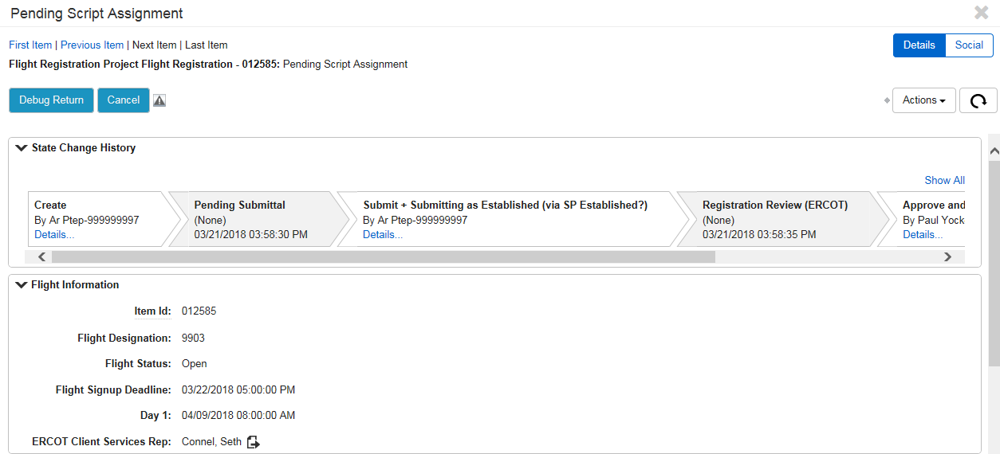 Pending Script Assignment
First Item | Previous Item | Next Item | Last Item
Details Social
Flight Registration Project Flight Registration - 012585: Pending Script Assignment
Debug Return Cancel
Actions
State Change History
Show All
Create
By Ar Ptep-999999997
Details...
Pending Submittal
(None)
03/21/2018 03:58:30 PM
Submit + Submitting as Established (via SP Established?)
By Ar Ptep-999999997
Details...
Registration Review (ERCOT)
(None)
03/21/2018 03:58:35 PM
Approve and
By Paul Yock
Details...
Flight Information
Item Id: 012585
Flight Designation: 9903
Flight Status: Open
Flight Signup Deadline: 03/22/2018 05:00:00 PM
Day 1: 04/09/2018 08:00:00 AM
ERCOT Client Services Rep: Connel, Seth